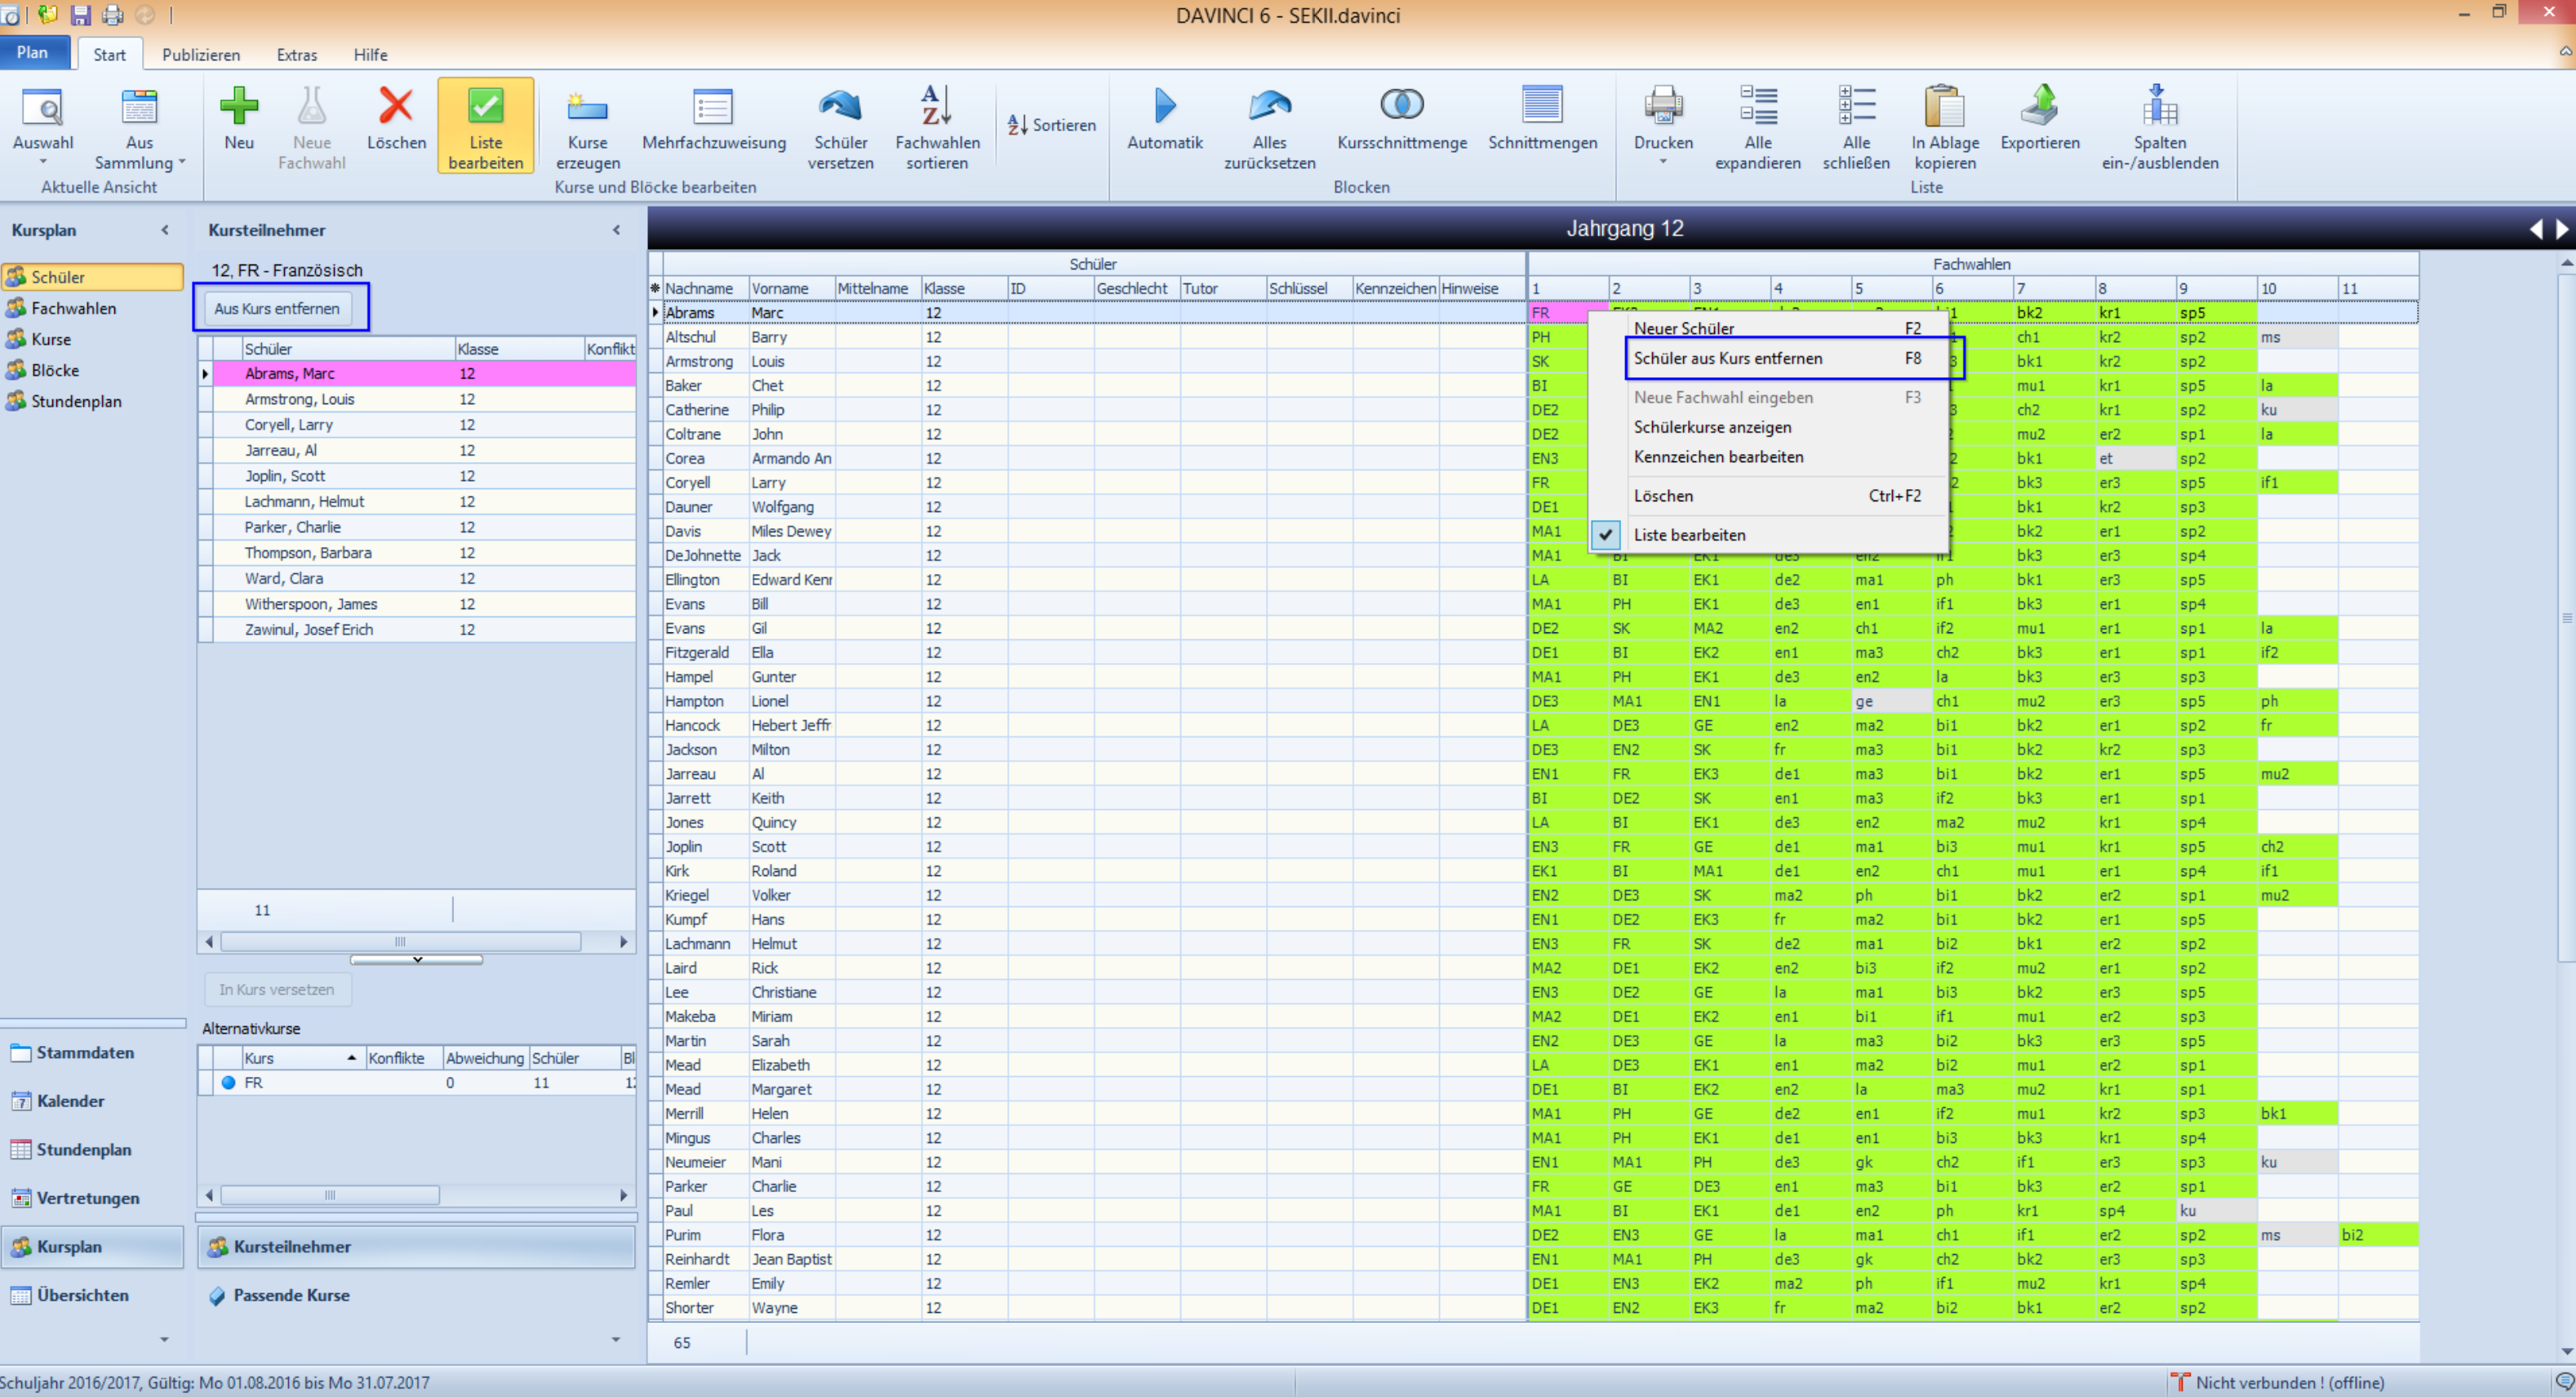 DAVINCI 6 - SEKII.davinci
Plan Start Publizieren Extras Hilfe
Auswahl Aus Sammlung Neu Neue Fachwahl Löschen Liste bearbeiten Kurse erzeugen Mehrfachzuweisung Schüler versetzen Fachwahlen sortieren Sortieren Automatik Alles zurücksetzen Kursschnittmenge Schnittmengen Drucken Alle expandieren Alle schließen In Ablage kopieren Exportieren Spalten ein-/ausblenden
Aktuelle Ansicht Kurse und Blöcke bearbeiten Blocken Liste
Kursplan
Schüler
Fachwahlen
Kurse
Blöcke
Stundenplan
Stammdaten
Kalender
Stundenplan
Vertretungen
Kursplan
Übersichten
Kursteilnehmer
12, FR - Französisch
Aus Kurs entfernen
Schüler Klasse Konflikt
Abrams, Marc 12
Armstrong, Louis 12
Coryell, Larry 12
Jarreau, Al 12
Joplin, Scott 12
Lachmann, Helmut 12
Parker, Charlie 12
Thompson, Barbara 12
Ward, Clara 12
Witherspoon, James 12
Zawinul, Josef Erich 12
11
In Kurs versetzen
Alternativkurse
Kurs Konflikte Abweichung Schüler Bl
FR 0 11
Kursteilnehmer
Passende Kurse
Jahrgang 12
Schüler Fachwahlen
Nachname Vorname Mittelname Klasse ID Geschlecht Tutor Schlüssel Kennzeichen Hinweise 1 2 3 4 5 6 7 8 9 10 11
Abrams Marc 12 FR bk2 kr1 sp5
Altschul Barry 12 PH ch1 kr2 sp2 ms
Armstrong Louis 12 SK bk1 kr2 sp2
Baker Chet 12 BI mu1 kr1 sp5 la
Catherine Philip 12 DE2 ch2 kr1 sp2 ku
Coltrane John 12 DE2 mu2 er2 sp1 la
Corea Armando An 12 EN3 bk1 et sp2
Coryell Larry 12 FR bk3 er3 sp5 if1
Dauner Wolfgang 12 DE1 bk1 kr2 sp3
Davis Miles Dewey 12 MA1 bk2 er1 sp2
DeJohnette Jack 12 MA1 BI EK1 de3 en2 if1 bk3 er3 sp4
Ellington Edward Kenr 12 LA BI EK1 de2 ma1 ph bk1 er3 sp5
Evans Bill 12 MA1 PH EK1 de3 en1 if1 bk3 er1 sp4
Evans Gil 12 DE2 SK MA2 en2 ch1 if2 mu1 er1 sp1 la
Fitzgerald Ella 12 DE1 BI EK2 en1 ma3 ch2 bk3 er1 sp1 if2
Hampel Gunter 12 MA1 PH EK1 de3 en2 la bk3 er3 sp3
Hampton Lionel 12 DE3 MA1 EN1 la ge ch1 mu2 er3 sp5 ph
Hancock Hebert Jeffr 12 LA DE3 GE en2 ma2 bi1 bk2 er1 sp2 fr
Jackson Milton 12 DE3 EN2 SK fr ma3 bi1 bk2 kr2 sp3
Jarreau Al 12 EN1 FR EK3 de1 ma3 bi1 bk2 er1 sp5 mu2
Jarrett Keith 12 BI DE2 SK en1 ma3 if2 bk3 er1 sp1
Jones Quincy 12 LA BI EK1 de3 en2 ma2 mu2 kr1 sp4
Joplin Scott 12 EN3 FR GE de1 ma1 bi3 mu1 kr1 sp5 ch2
Kirk Roland 12 EK1 BI MA1 de1 en2 ch1 mu1 er1 sp4 if1
Kriegel Volker 12 EN2 DE3 SK ma2 ph bi1 bk2 er2 sp1 mu2
Kumpf Hans 12 EN1 DE2 EK3 fr ma2 bi1 bk2 er1 sp5
Lachmann Helmut 12 EN3 FR SK de2 ma1 bi2 bk1 er2 sp2
Laird Rick 12 MA2 DE1 EK2 en2 bi3 if2 mu2 er1 sp2
Lee Christiane 12 EN3 DE2 GE la ma1 bi3 bk2 er3 sp5
Makeba Miriam 12 MA2 DE1 EK2 en1 bi1 if1 mu1 er2 sp3
Martin Sarah 12 EN2 DE3 GE la ma3 bi2 bk3 er3 sp5
Mead Elizabeth 12 LA DE3 EK1 en1 ma2 bi2 mu1 er2 sp1
Mead Margaret 12 DE1 BI EK2 en2 la ma3 mu2 kr1 sp1
Merrill Helen 12 MA1 PH GE de2 en1 if2 mu1 kr2 sp3 bk1
Mingus Charles 12 MA1 PH EK1 de1 en1 bi3 bk3 kr1 sp4
Neumeier Mani 12 EN1 MA1 PH de3 gk ch2 if1 er3 sp3 ku
Parker Charlie 12 FR GE DE3 en1 ma3 bi1 bk3 er2 sp1
Paul Les 12 MA1 BI EK1 de1 en2 ph kr1 sp4 ku
Purim Flora 12 DE2 EN3 GE la ma1 ch1 if1 er2 sp2 ms bi2
Reinhardt Jean Baptist 12 EN1 MA1 PH de3 gk ch2 bk2 er3 sp3
Remler Emily 12 DE1 EN3 EK2 ma2 ph if1 mu2 kr1 sp4
Shorter Wayne 12 DE1 EN2 EK3 fr ma2 bi2 bk1 er2 sp2
65
Neuer Schüler F2
Schüler aus Kurs entfernen F8
Neue Fachwahl eingeben F3
Schülerkurse anzeigen
Kennzeichen bearbeiten
Löschen Ctrl+F2
Liste bearbeiten
Schuljahr 2016/2017, Gültig: Mo 01.08.2016 bis Mo 31.07.2017
Nicht verbunden ! (offline)